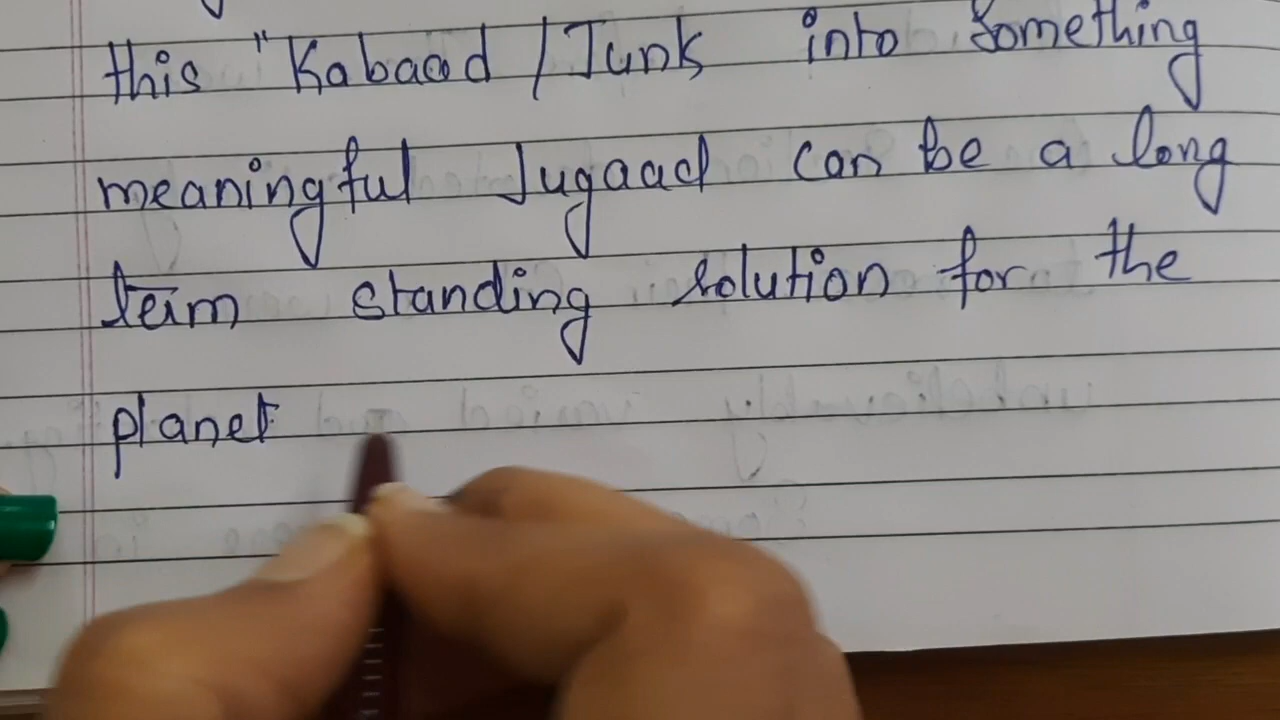 this "Kabaad / Junk into something
meaningful Jugaad can be a long
term standing solution for the
planet